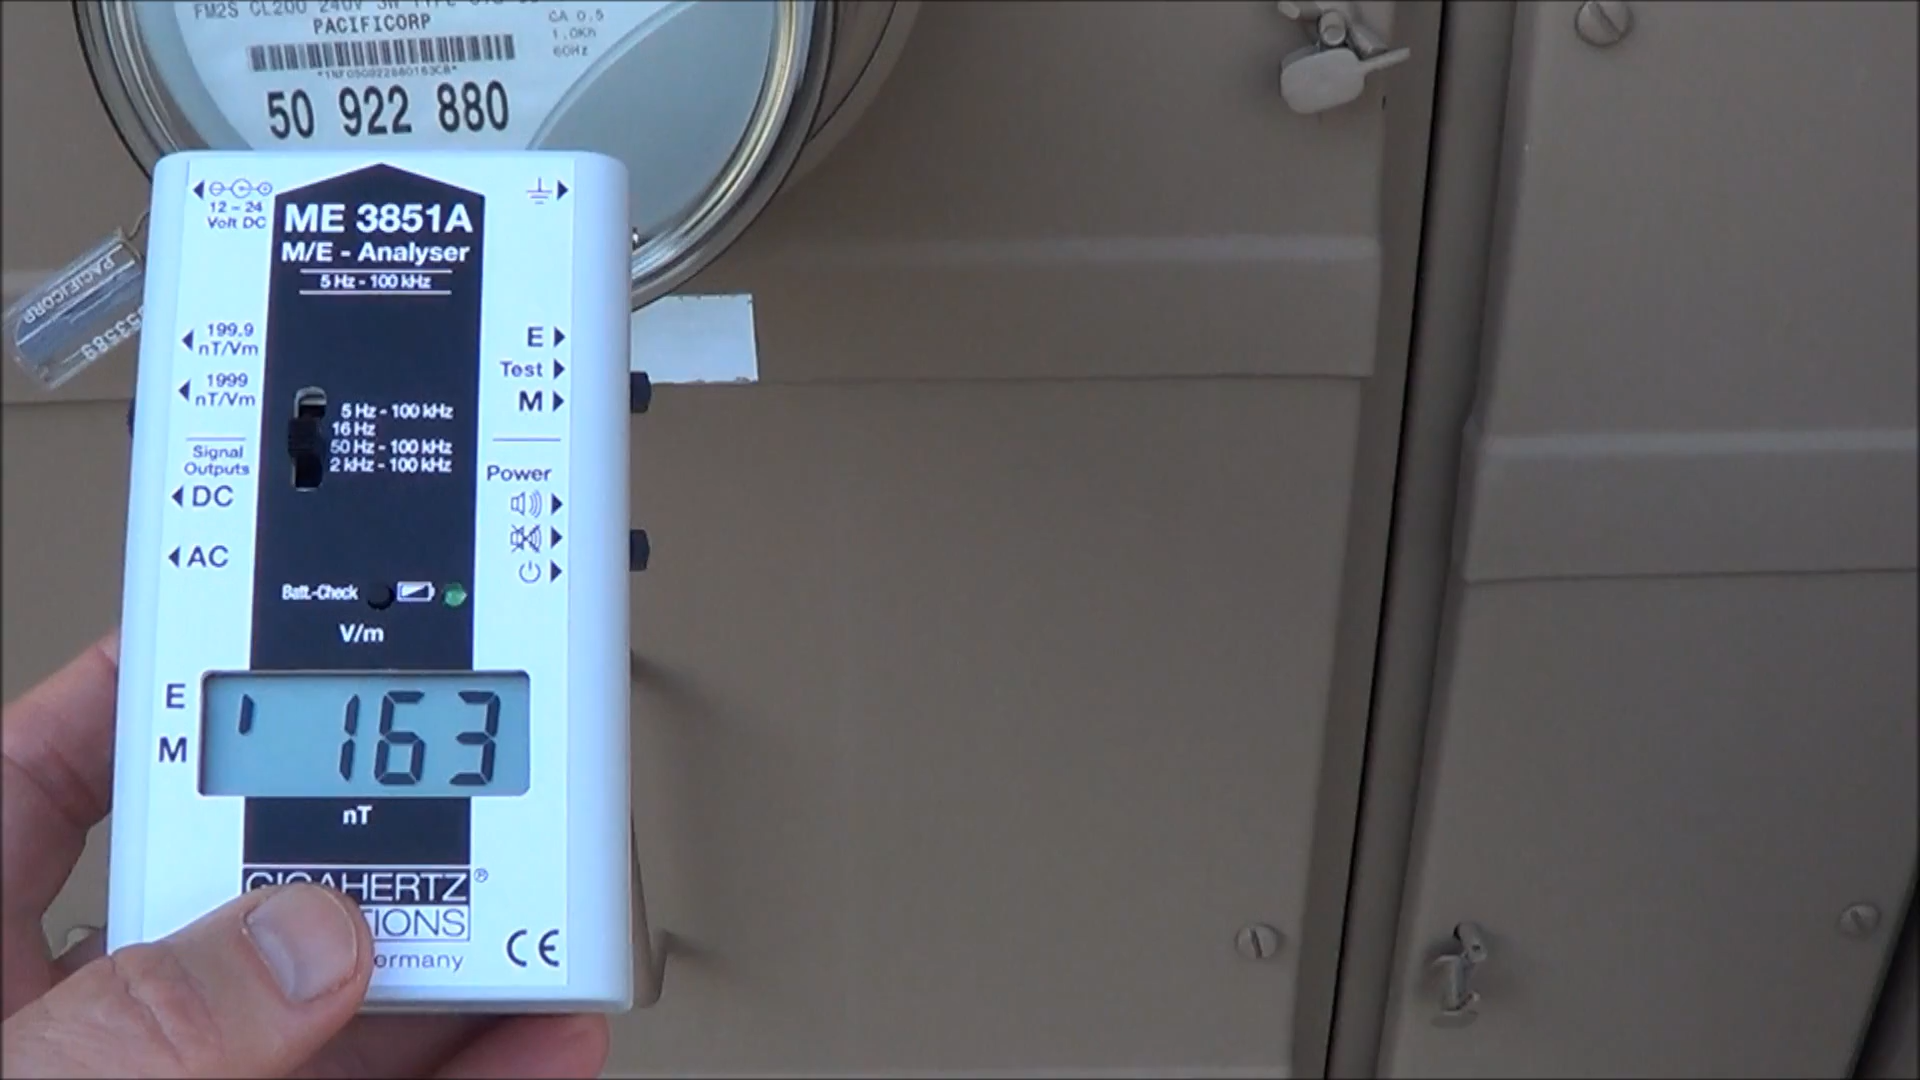 FM2S CL200 240V 3W TYPE
PACIFICORP
CA 0.5
1.0Kh
60Hz
50 922 880
PACIFICORP
12 – 24
Volt DC
ME 3851A
M/E - Analyser
5 Hz - 100 kHz
199.9
nT/Vm
1999
nT/Vm
Signal
Outputs
DC
AC
5 Hz - 100 kHz
16 Hz
50 Hz - 100 kHz
2 kHz - 100 kHz
E
Test
M
Power
Batt.-Check
V/m
E
M
163
nT
GIGAHERTZ®
TIONS
ermany
CE